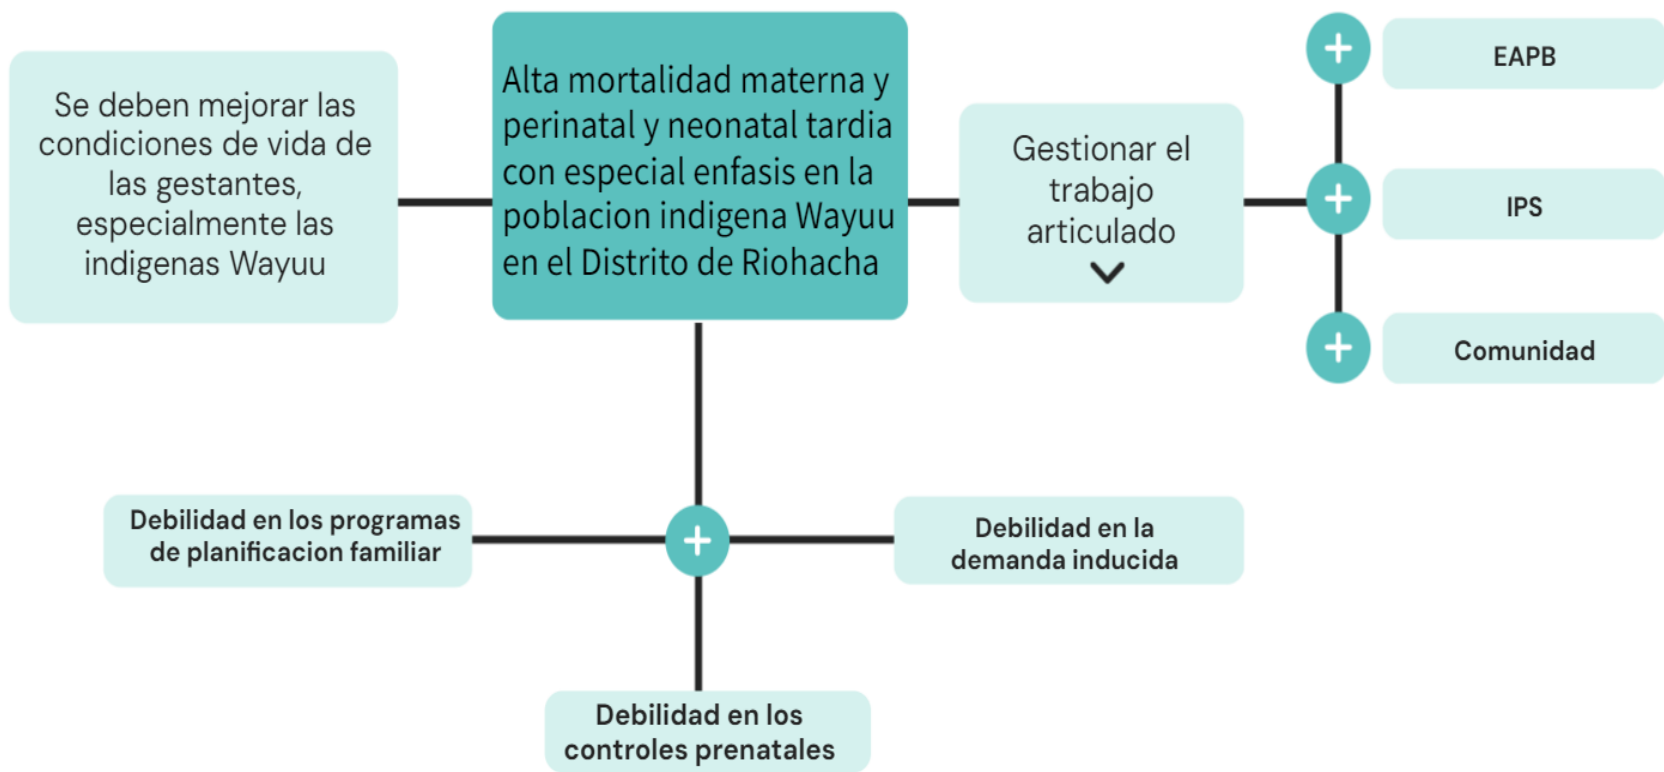 Se deben mejorar las
condiciones de vida de
las gestantes,
especialmente las
indigenas Wayuu
Alta mortalidad materna y
perinatal y neonatal tardia
con especial enfasis en la
poblacion indigena Wayuu
en el Distrito de Riohacha
Gestionar el
trabajo
articulado
EAPB
IPS
Comunidad
Debilidad en los programas
de planificacion familiar
Debilidad en la
demanda inducida
Debilidad en los
controles prenatales